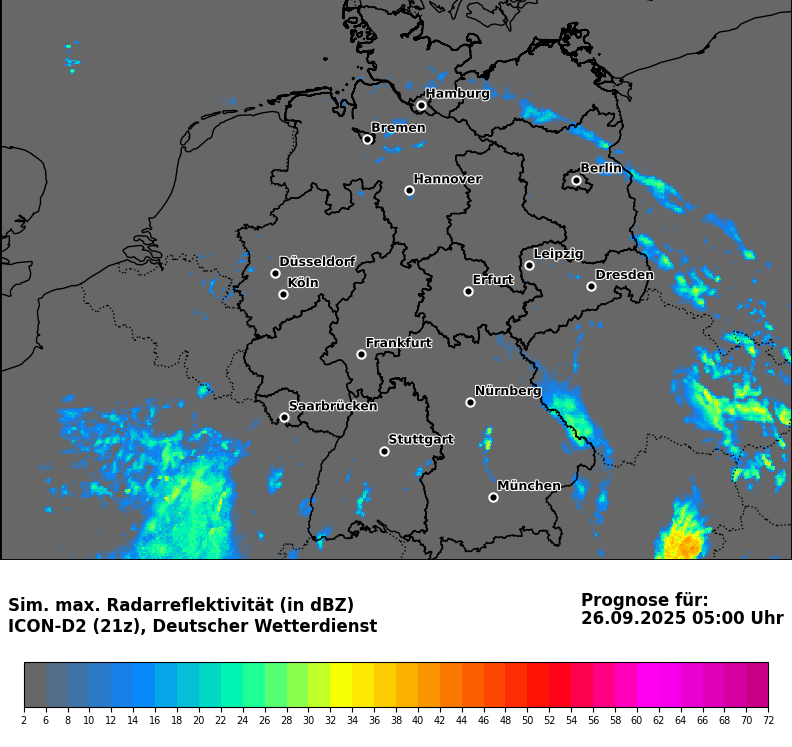 Hamburg
Bremen
Berlin
Hannover
Leipzig
Düsseldorf
Dresden
Köln
Erfurt
Frankfurt
Nürnberg
Saarbrücken
Stuttgart
München
Sim. max. Radarreflektivität (in dBZ)
ICON-D2 (21z), Deutscher Wetterdienst
Prognose für:
26.09.2025 05:00 Uhr
2 6 8 10 12 14 16 18 20 22 24 26 28 30 32 34 36 38 40 42 44 46 48 50 52 54 56 58 60 62 64 66 68 70 72